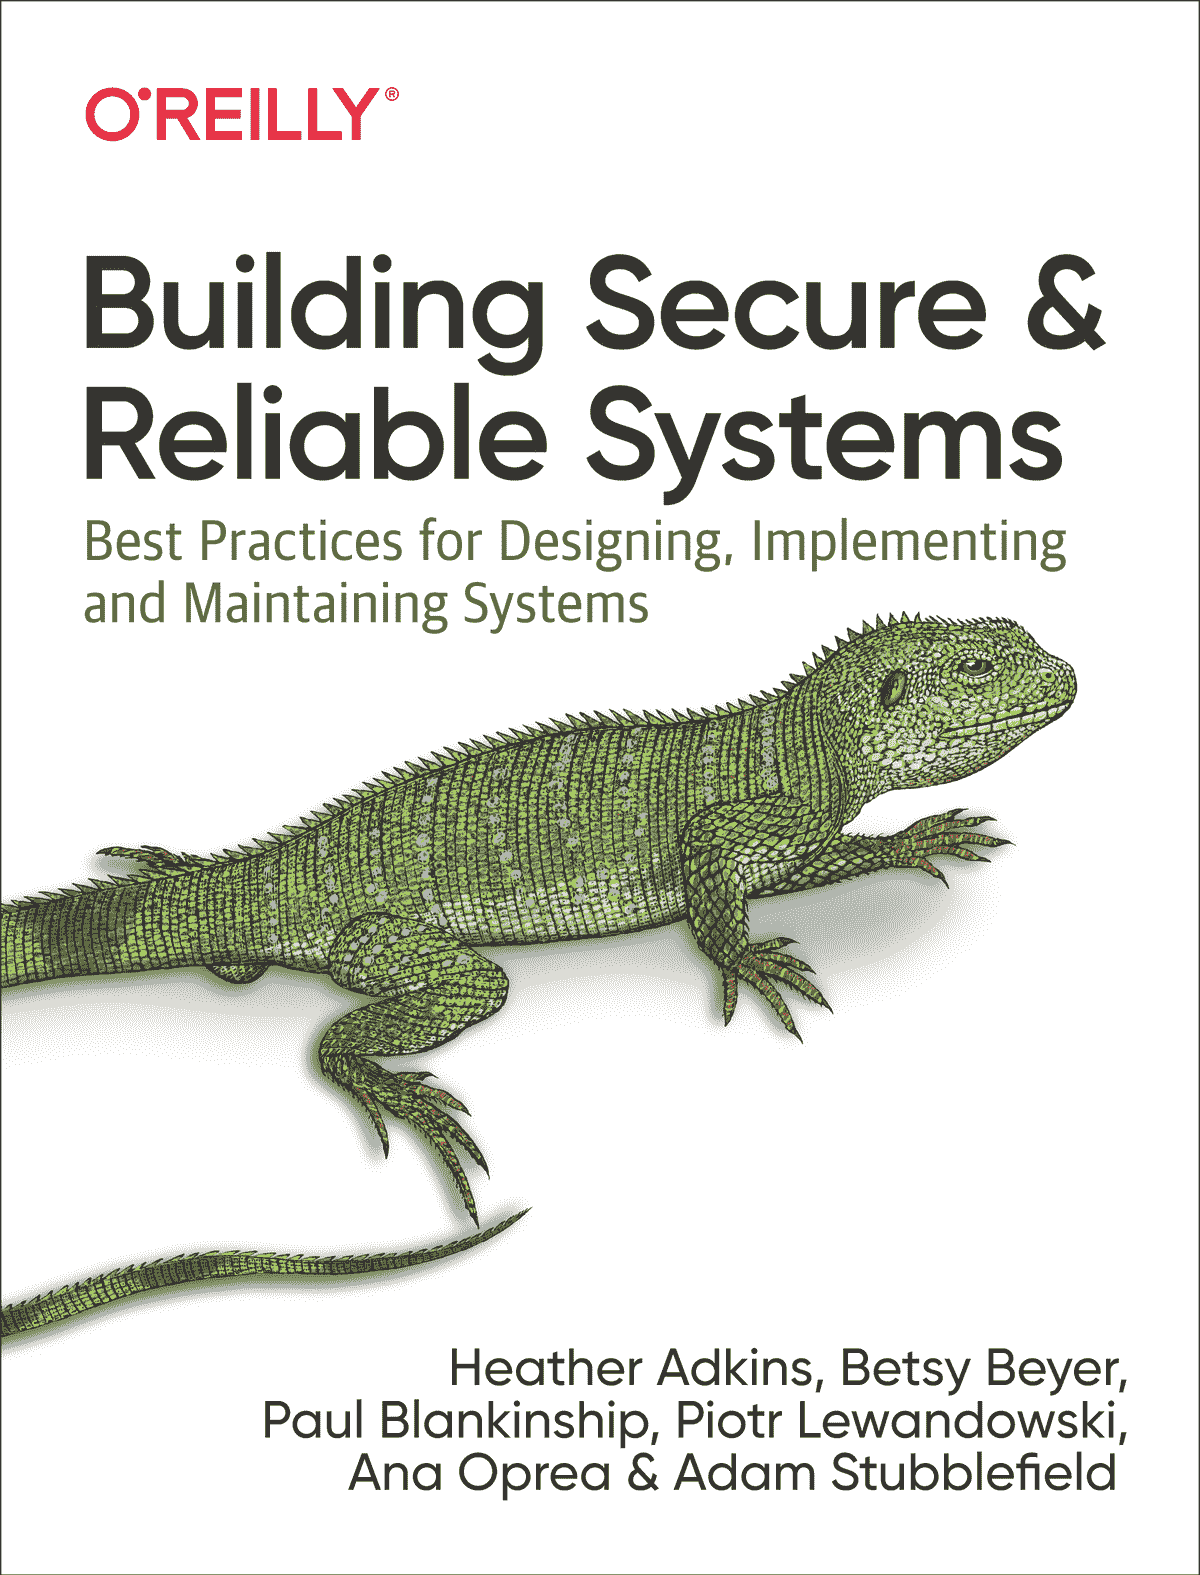 O'REILLY®
Building Secure &
Reliable Systems
Best Practices for Designing, Implementing
and Maintaining Systems
Heather Adkins, Betsy Beyer,
Paul Blankinship, Piotr Lewandowski,
Ana Oprea & Adam Stubblefield